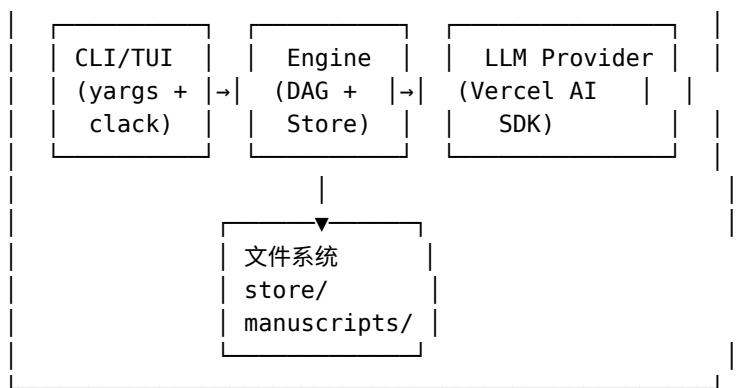 CLI/TUI Engine LLM Provider
(yargs + → (DAG + → (Vercel AI
clack) Store) SDK)
▼
文件系统
store/
manuscripts/